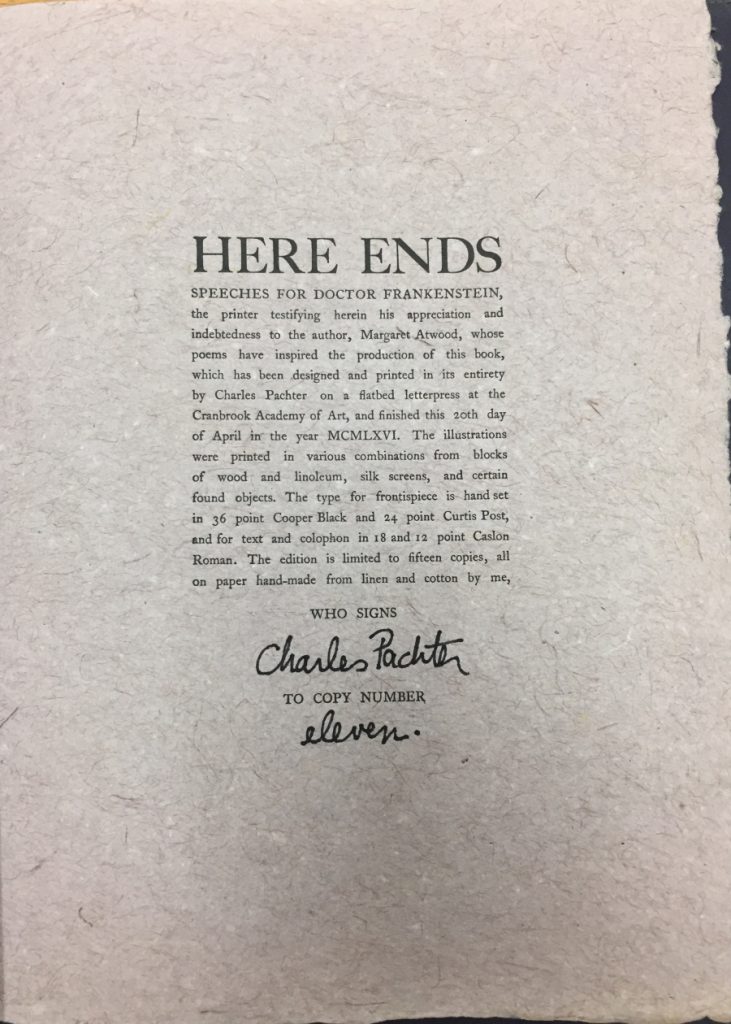 HERE ENDS
SPEECHES FOR DOCTOR FRANKENSTEIN,
the printer testifying herein his appreciation and
indebtedness to the author, Margaret Atwood, whose
poems have inspired the production of this book,
which has been designed and printed in its entirety
by Charles Pachter on a flatbed letterpress at the
Cranbrook Academy of Art, and finished this 20th day
of April in the year MCMLXVI. The illustrations
were printed in various combinations from blocks
of wood and linoleum, silk screens, and certain
found objects. The type for frontispiece is hand set
in 36 point Cooper Black and 24 point Curtis Post,
and for text and colophon in 18 and 12 point Caslon
Roman. The edition is limited to fifteen copies, all
on paper hand-made from linen and cotton by me,
WHO SIGNS
Charles Pachter
TO COPY NUMBER
eleven.